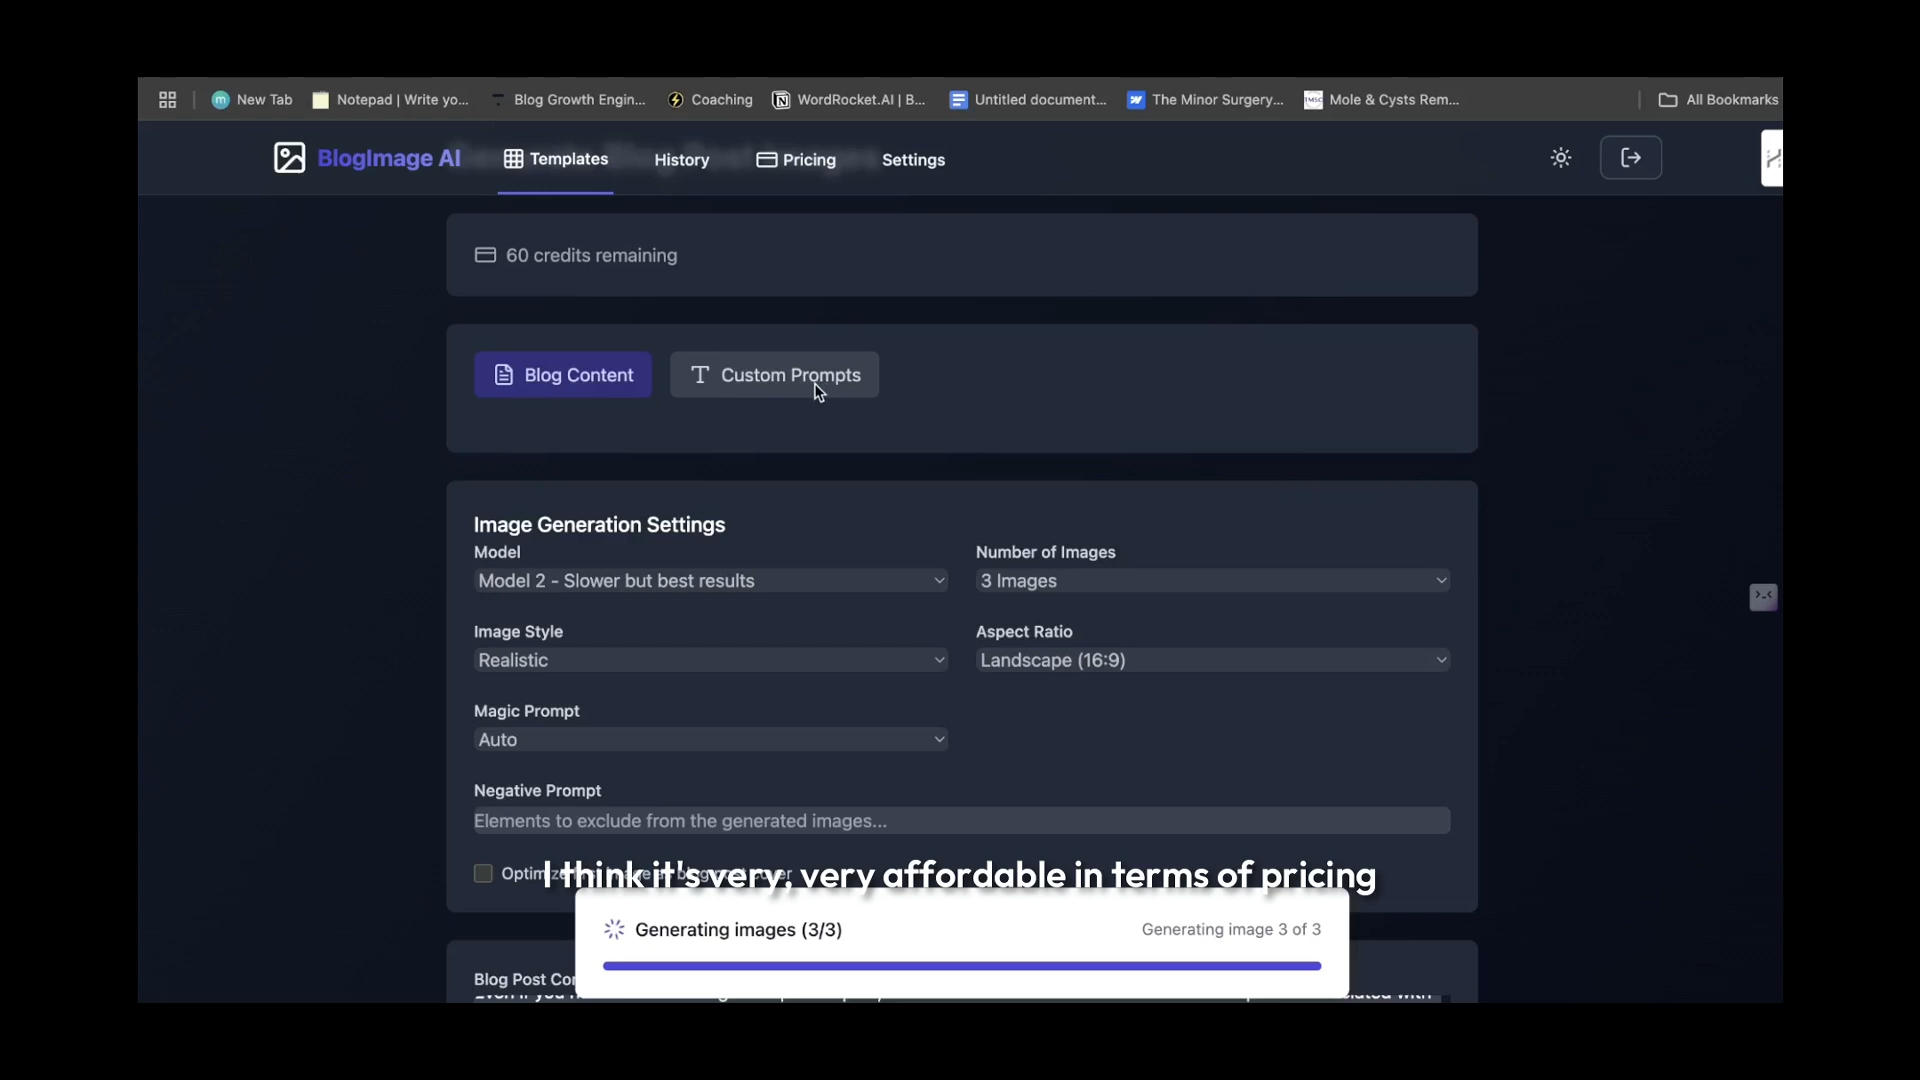 New Tab
Notepad | Write yo...
Blog Growth Engin...
Coaching
WordRocket.AI | B...
Untitled document...
The Minor Surgery...
Mole & Cysts Rem...
All Bookmarks
BlogImage AI
Templates
History
Pricing
Settings
60 credits remaining
Blog Content
Custom Prompts
Image Generation Settings
Model
Number of Images
Model 2 - Slower but best results
3 Images
Image Style
Aspect Ratio
Realistic
Landscape (16:9)
Magic Prompt
Auto
Negative Prompt
Elements to exclude from the generated images...
I think it's very, very affordable in terms of pricing
Generating images (3/3)
Generating image 3 of 3
Blog Post